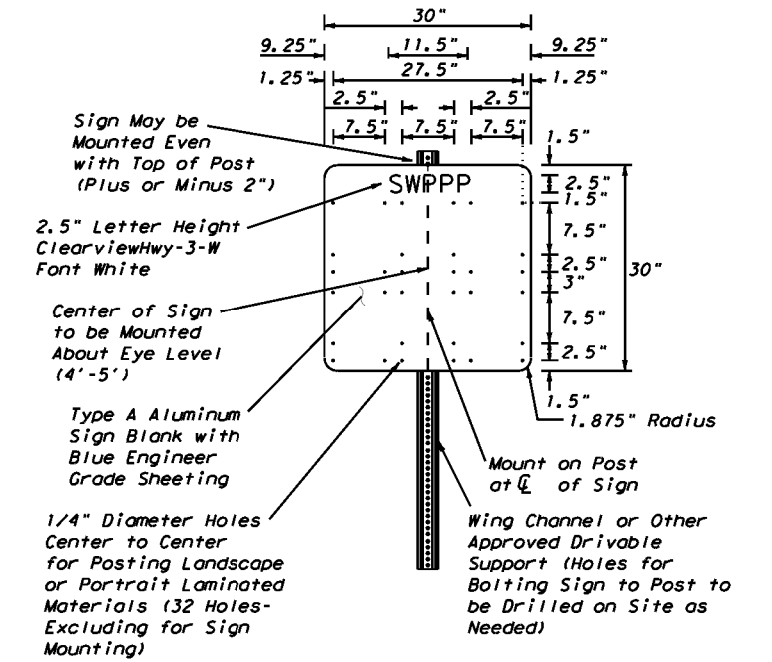 30"
9.25" 11.5" 9.25"
1.25" 27.5" 1.25"
2.5" 2.5"
7.5" 7.5" 7.5"
Sign May be
Mounted Even
with Top of Post
(Plus or Minus 2")
2.5" Letter Height
ClearviewHwy-3-W
Font White
Center of Sign
to be Mounted
About Eye Level
(4'-5')
Type A Aluminum
Sign Blank with
Blue Engineer
Grade Sheeting
1/4" Diameter Holes
Center to Center
for Posting Landscape
or Portrait Laminated
Materials (32 Holes-
Excluding for Sign
Mounting)
SWPPP
1.5"
2.5"
1.5"
7.5"
2.5"
3"
7.5"
2.5"
1.5"
30"
1.875" Radius
Mount on Post
at ℄ of Sign
Wing Channel or Other
Approved Drivable
Support (Holes for
Bolting Sign to Post to
be Drilled on Site as
Needed)